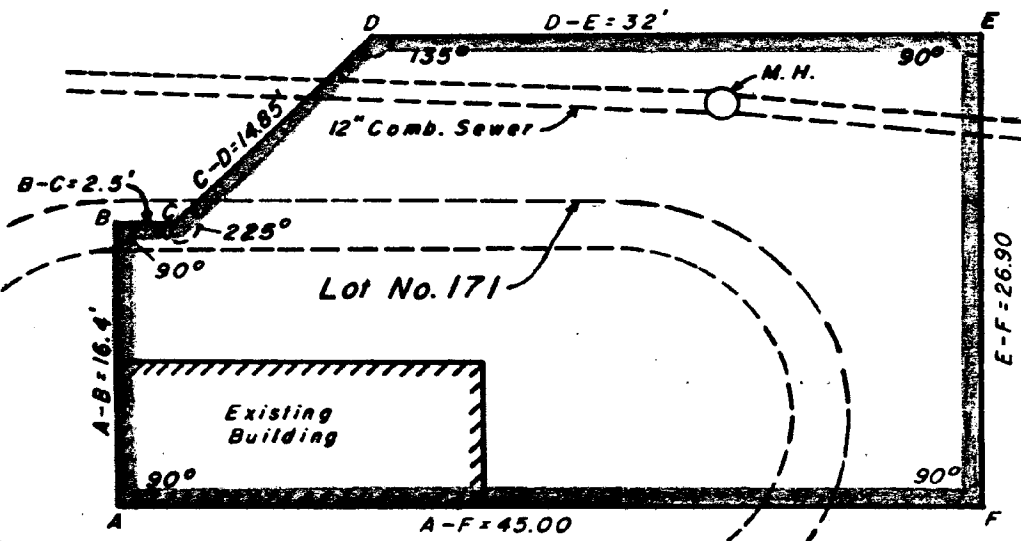 D
D-E=32'
E
135°
90°
M.H.
12" Comb. Sewer
C-D=14.85'
B-C=2.5'
B
C
225°
90°
Lot No. 171
E-F=26.90
A-B=16.4'
Existing
Building
90°
90°
A
A-F=45.00
F